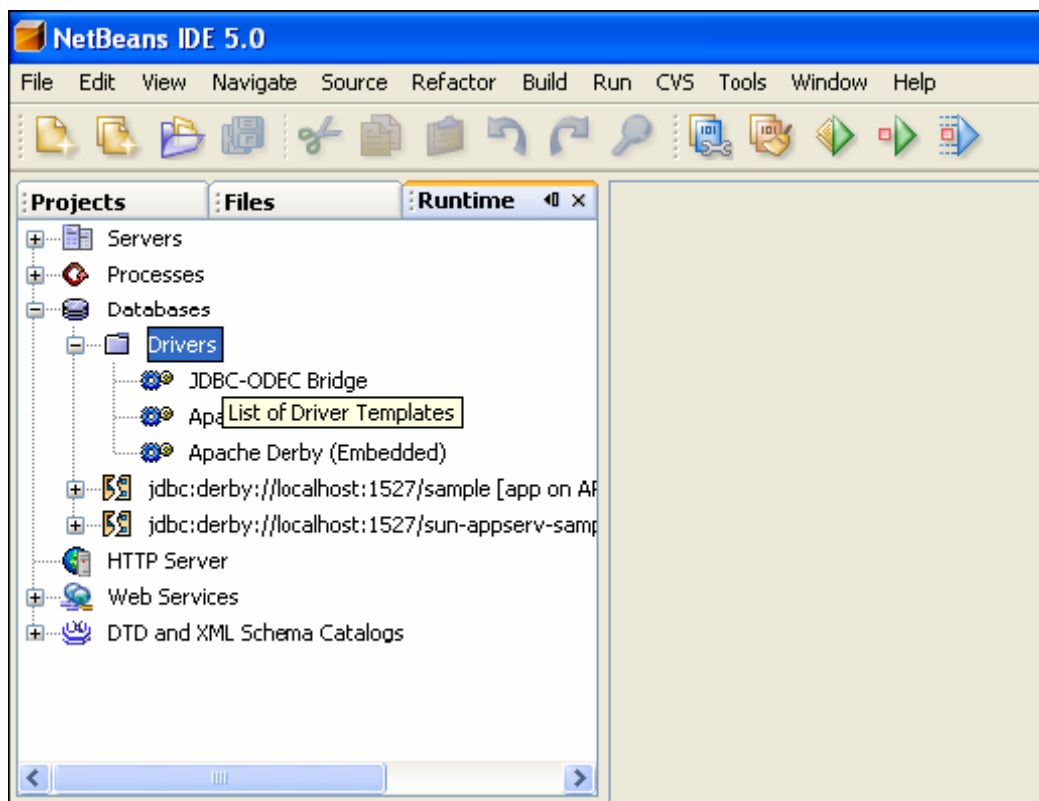 NetBeans IDE 5.0
File Edit View Navigate Source Refactor Build Run CVS Tools Window Help
Projects Files Runtime
Servers
Processes
Databases
Drivers
JDBC-ODEC Bridge
Apa
List of Driver Templates
Apache Derby (Embedded)
jdbc:derby://localhost:1527/sample [app on AP
jdbc:derby://localhost:1527/sun-appserv-samp
HTTP Server
Web Services
DTD and XML Schema Catalogs